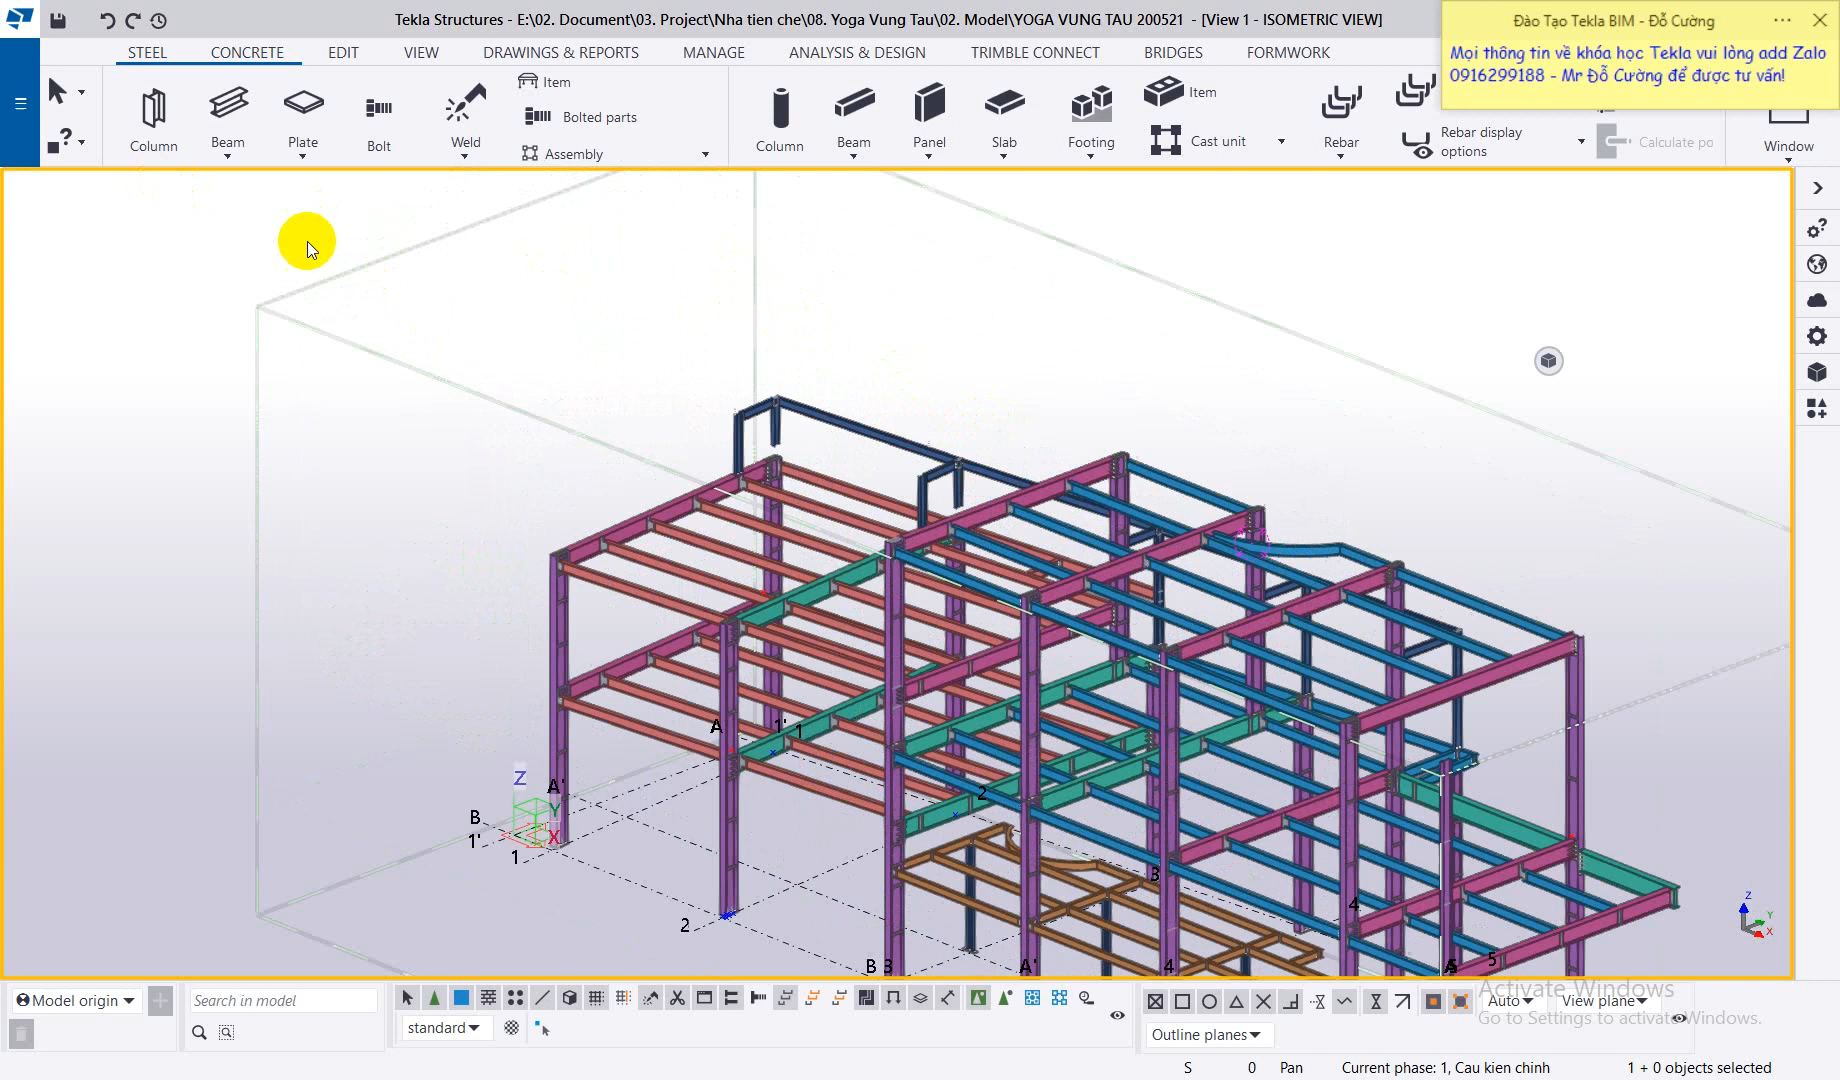 Tekla Structures - E:\02. Document\03. Project\Nha tien che\08. Yoga Vung Tau\02. Model\YOGA VUNG TAU 200521 - [View 1 - ISOMETRIC VIEW]
Đào Tạo Tekla BIM - Đỗ Cường
Mọi thông tin về khóa học Tekla vui lòng add Zalo
0916299188 - Mr Đỗ Cường để được tư vấn!
STEEL CONCRETE EDIT VIEW DRAWINGS & REPORTS MANAGE ANALYSIS & DESIGN TRIMBLE CONNECT BRIDGES FORMWORK
Item
Bolted parts
Assembly
Column Beam Plate Bolt Weld
Column Beam Panel Slab Footing
Item
Cast unit
Rebar
Rebar display
options
Calculate po
Window
A 1' 1
Z
A'
Y
B
X
1'
1
2
2
3
4
B 3 A' 4 5
Z
Y
X
Model origin
Search in model
standard
Auto
View plane
Outline planes
Activate Windows
Go to Settings to activate Windows.
S 0 Pan Current phase: 1, Cau kien chinh 1 + 0 objects selected